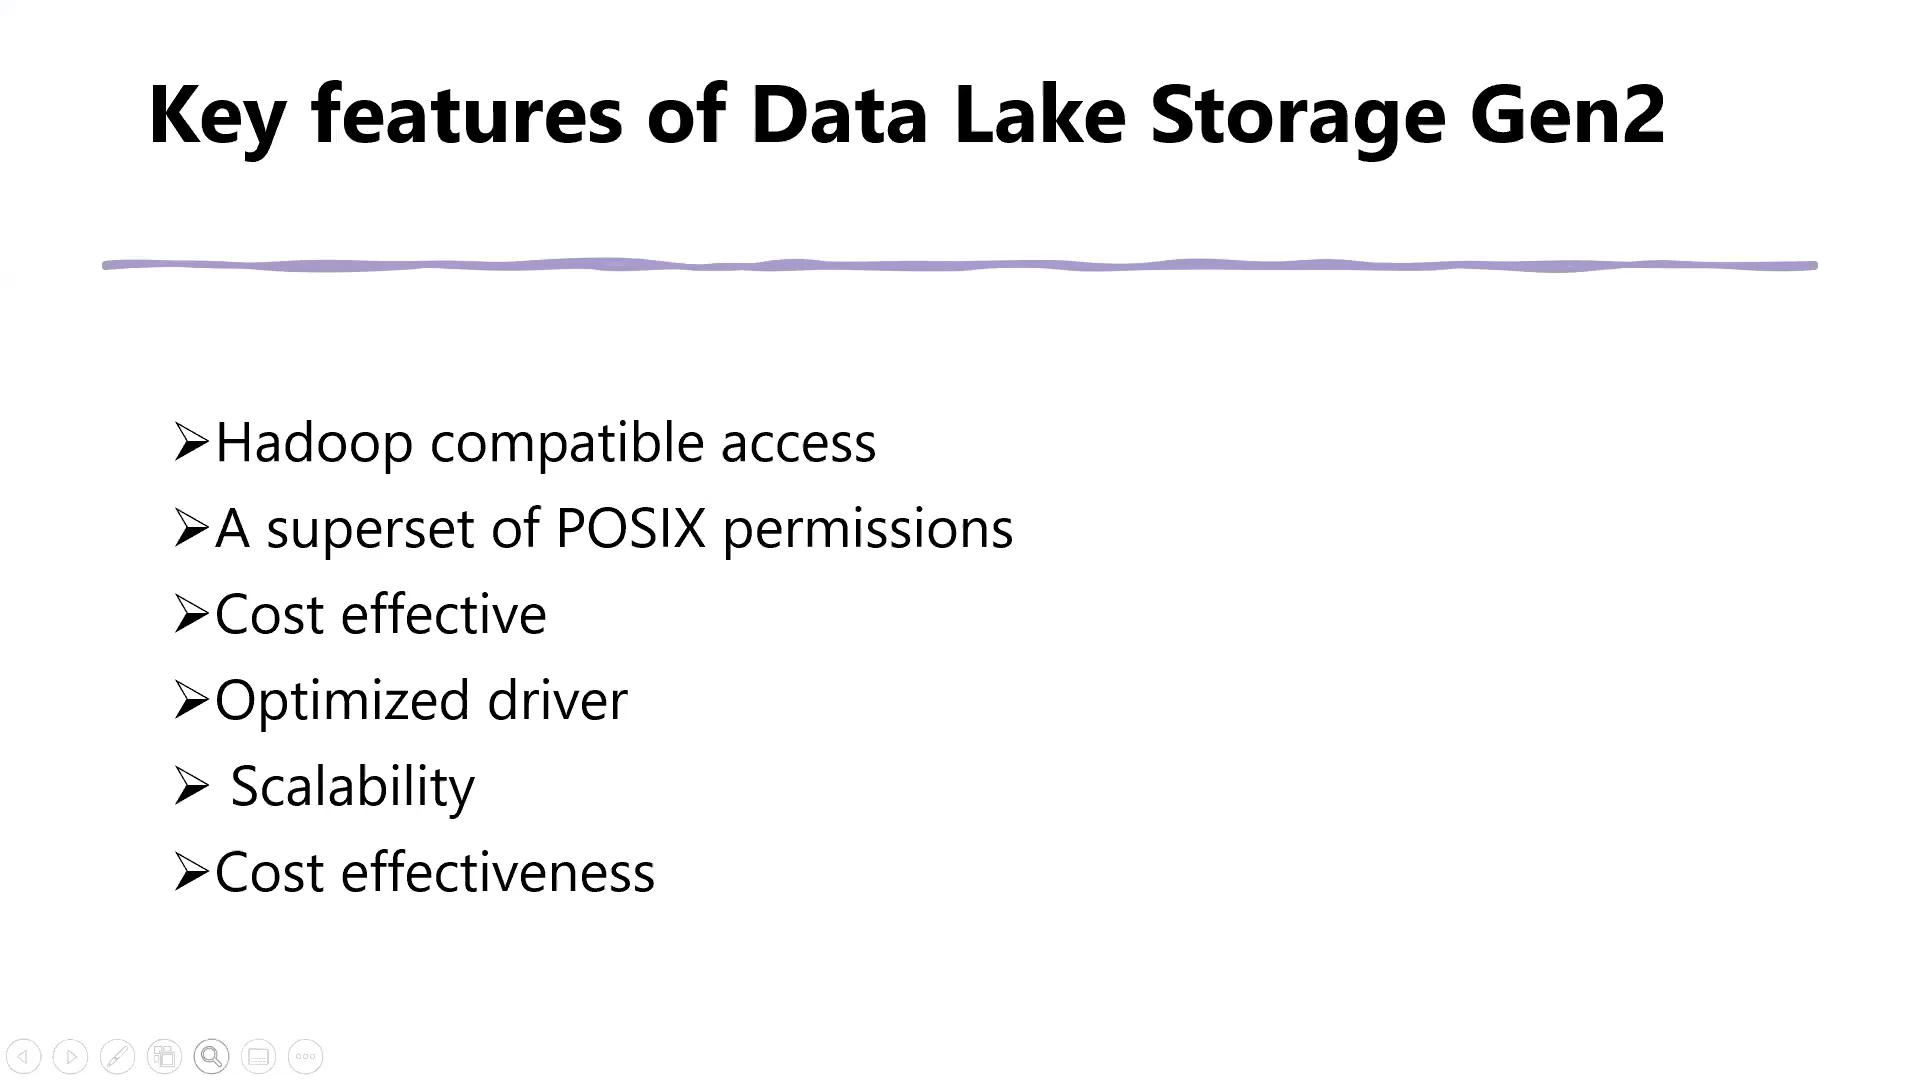 Key features of Data Lake Storage Gen2
Hadoop compatible access
A superset of POSIX permissions
Cost effective
Optimized driver
Scalability
Cost effectiveness